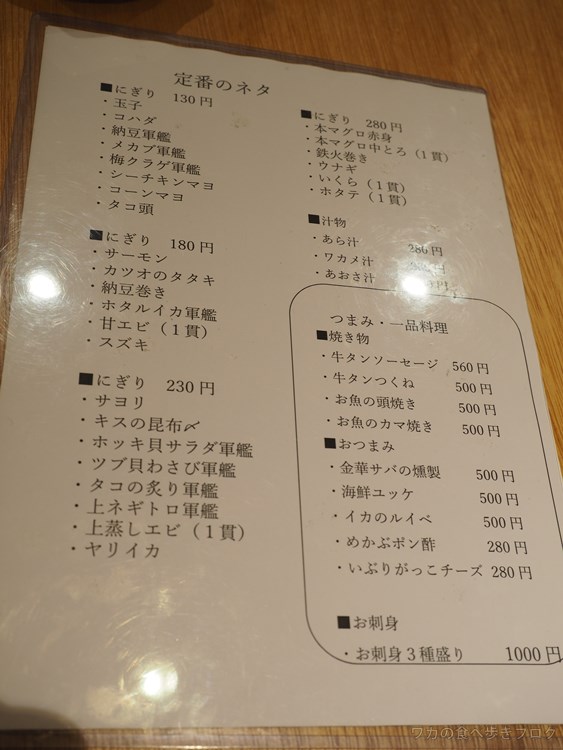 定番のネタ
■にぎり 130円
・玉子
・コハダ
・納豆軍艦
・メカブ軍艦
・梅クラゲ軍艦
・シーチキンマヨ
・コーンマヨ
・タコ頭
■にぎり 180円
・サーモン
・カツオのタタキ
・納豆巻き
・ホタルイカ軍艦
・甘エビ（１貫）
・スズキ
■にぎり 230円
・サヨリ
・キスの昆布〆
・ホッキ貝サラダ軍艦
・ツブ貝わさび軍艦
・タコの炙り軍艦
・上ネギトロ軍艦
・上蒸しエビ（１貫）
・ヤリイカ
■にぎり 280円
・本マグロ赤身
・本マグロ中とろ（１貫）
・鉄火巻き
・ウナギ
・いくら（１貫）
・ホタテ（１貫）
■汁物
・あら汁 280円
・ワカメ汁
・あおさ汁 円
つまみ・一品料理
■焼き物
・牛タンソーセージ 560円
・牛タンつくね 500円
・お魚の頭焼き 500円
・お魚のカマ焼き 500円
■おつまみ
・金華サバの燻製 500円
・海鮮ユッケ 500円
・イカのルイベ 500円
・めかぶポン酢 280円
・いぶりがっこチーズ 280円
■お刺身
・お刺身３種盛り 1000円
ワカの食べ歩きブログ